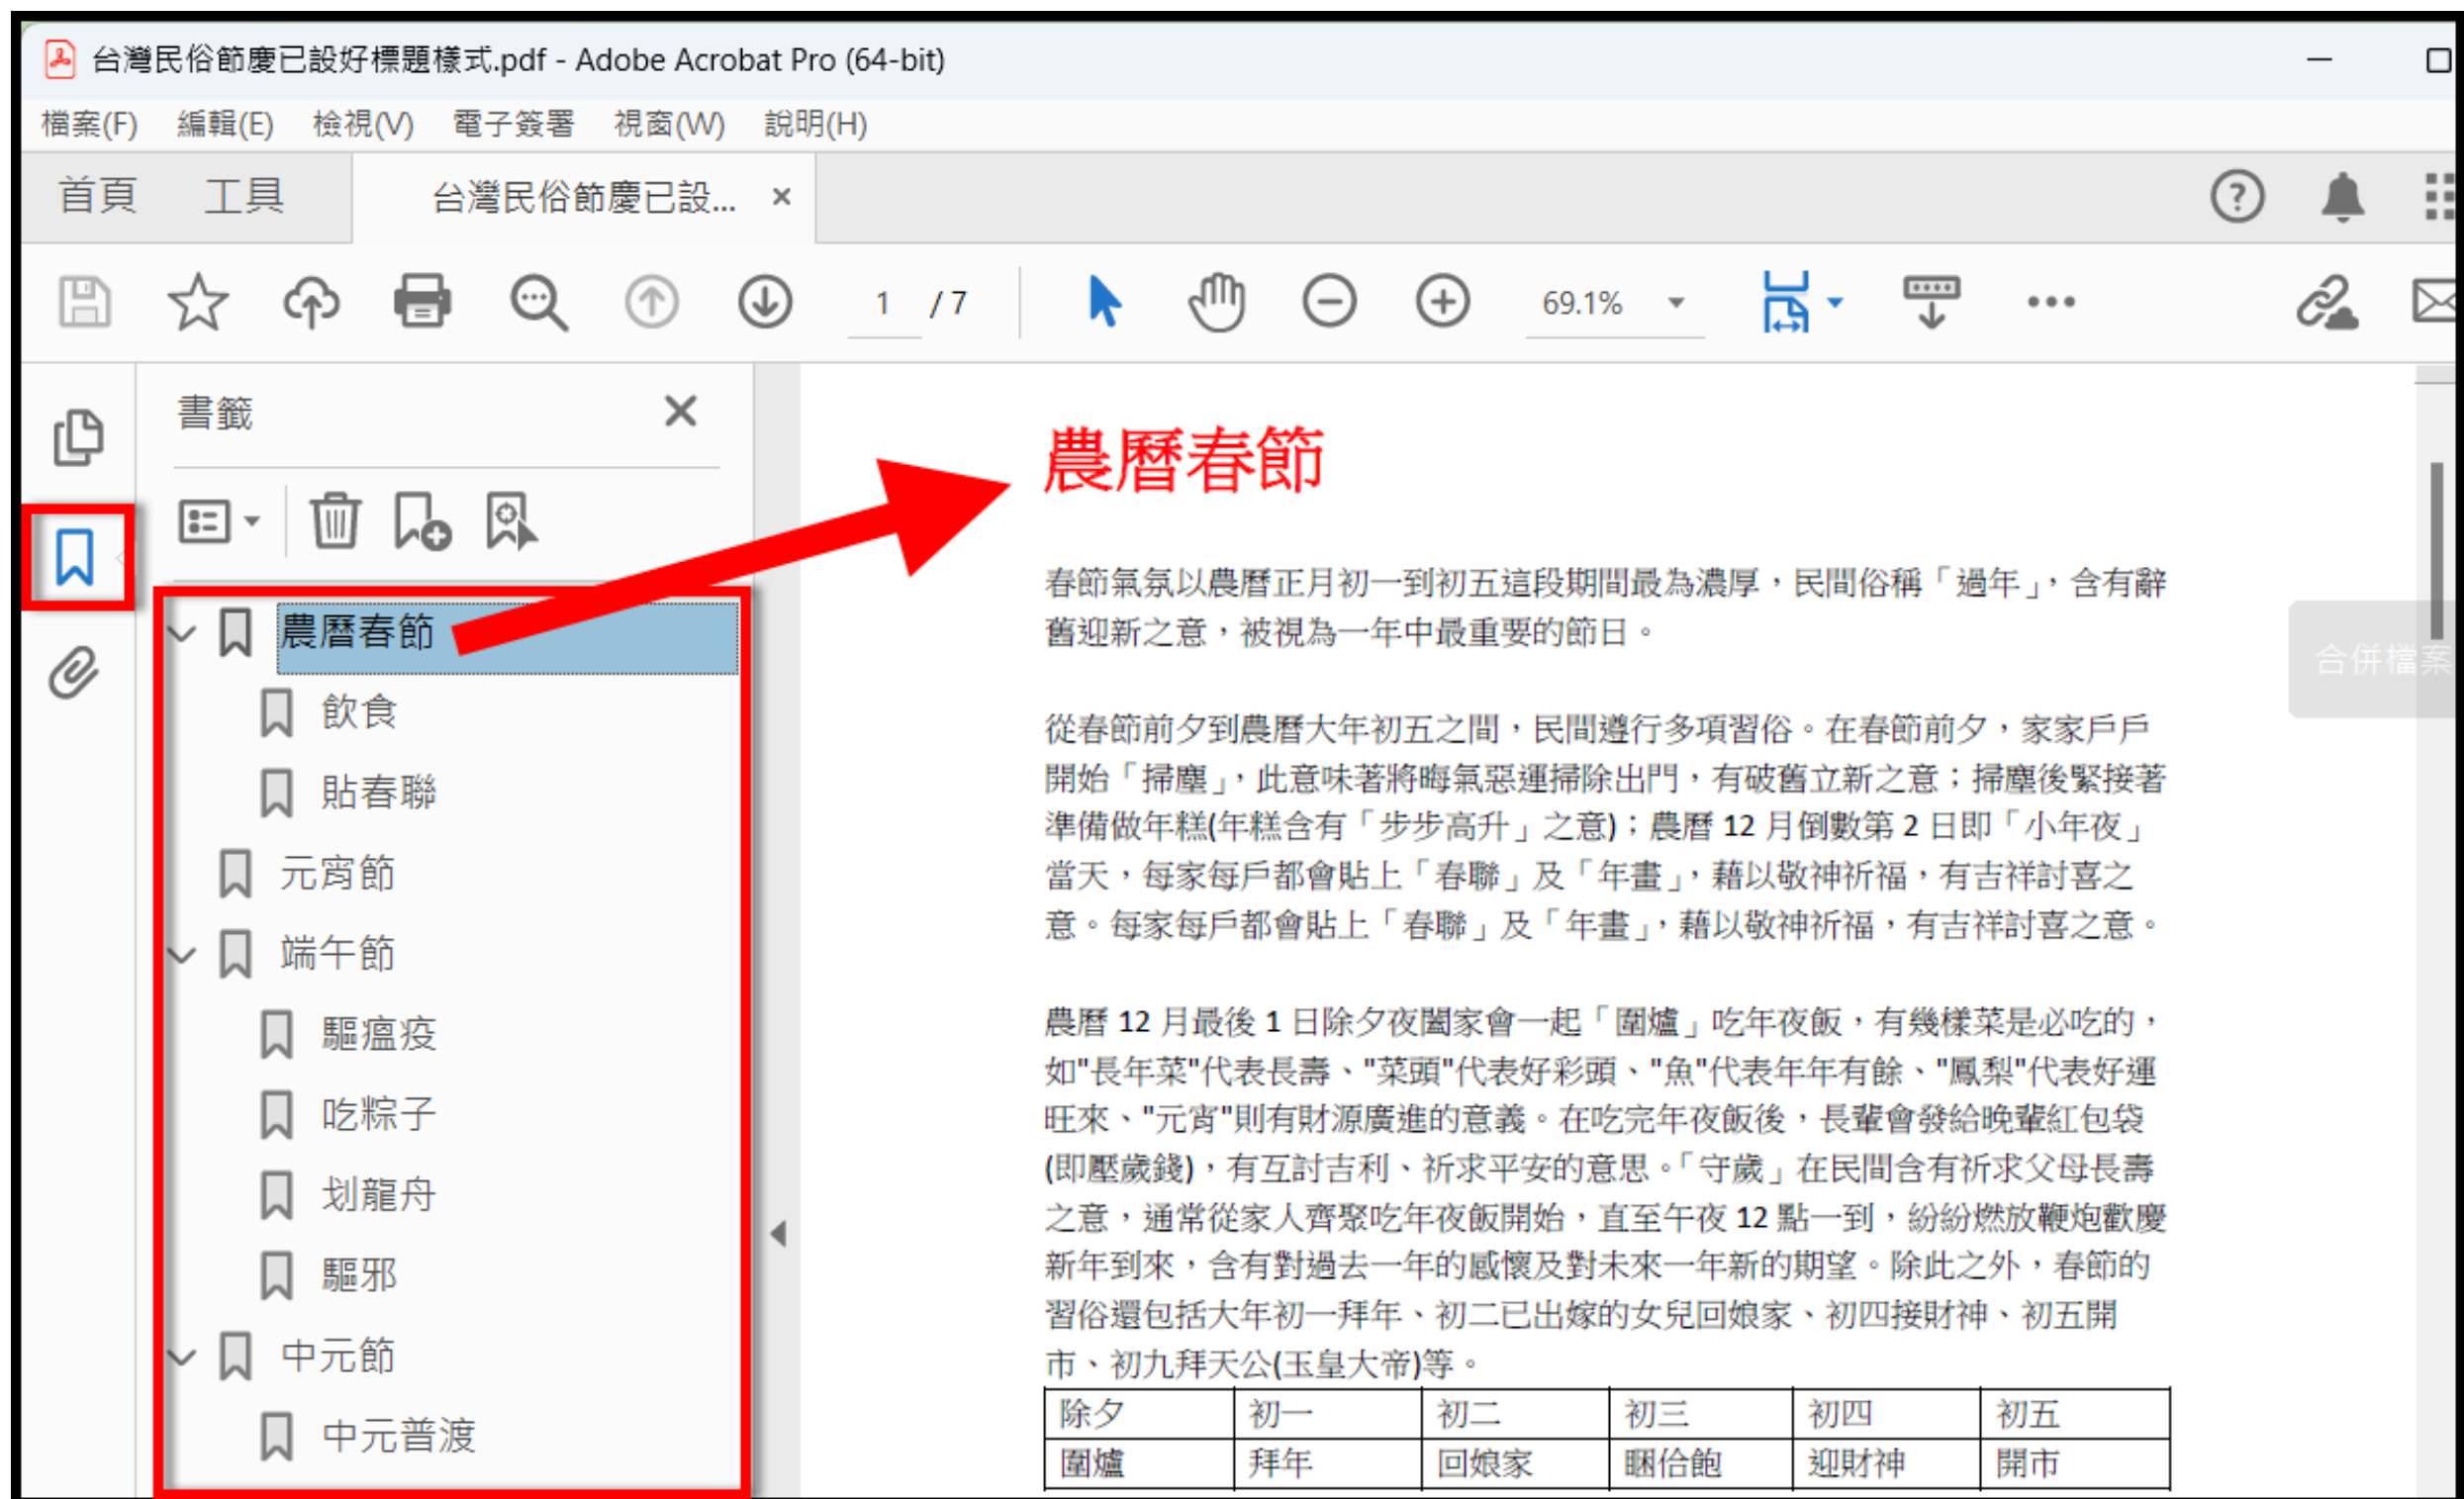 台灣民俗節慶已設好標題樣式.pdf - Adobe Acrobat Pro (64-bit)
檔案(F) 編輯(E) 檢視(V) 電子簽署 視窗(W) 說明(H)
首頁 工具 台灣民俗節慶已設... ×
1 / 7 69.1%
書籤
農曆春節
飲食
貼春聯
元宵節
端午節
驅瘟疫
吃粽子
划龍舟
驅邪
中元節
中元普渡
農曆春節
春節氣氛以農曆正月初一到初五這段期間最為濃厚，民間俗稱「過年」，含有辭
舊迎新之意，被視為一年中最重要的節日。
從春節前夕到農曆大年初五之間，民間遵行多項習俗。在春節前夕，家家戶戶
開始「掃塵」，此意味著將晦氣惡運掃除出門，有破舊立新之意；掃塵後緊接著
準備做年糕(年糕含有「步步高升」之意)；農曆 12 月倒數第 2 日即「小年夜」
當天，每家每戶都會貼上「春聯」及「年畫」，藉以敬神祈福，有吉祥討喜之
意。每家每戶都會貼上「春聯」及「年畫」，藉以敬神祈福，有吉祥討喜之意。
農曆 12 月最後 1 日除夕夜闔家會一起「圍爐」吃年夜飯，有幾樣菜是必吃的，
如"長年菜"代表長壽、"菜頭"代表好彩頭、"魚"代表年年有餘、"鳳梨"代表好運
旺來、"元宵"則有財源廣進的意義。在吃完年夜飯後，長輩會發給晚輩紅包袋
(即壓歲錢)，有互討吉利、祈求平安的意思。「守歲」在民間含有祈求父母長壽
之意，通常從家人齊聚吃年夜飯開始，直至午夜 12 點一到，紛紛燃放鞭炮歡慶
新年到來，含有對過去一年的感懷及對未來一年新的期望。除此之外，春節的
習俗還包括大年初一拜年、初二已出嫁的女兒回娘家、初四接財神、初五開
市、初九拜天公(玉皇大帝)等。
除夕 初一 初二 初三 初四 初五
圍爐 拜年 回娘家 睏佮飽 迎財神 開市
合併檔案